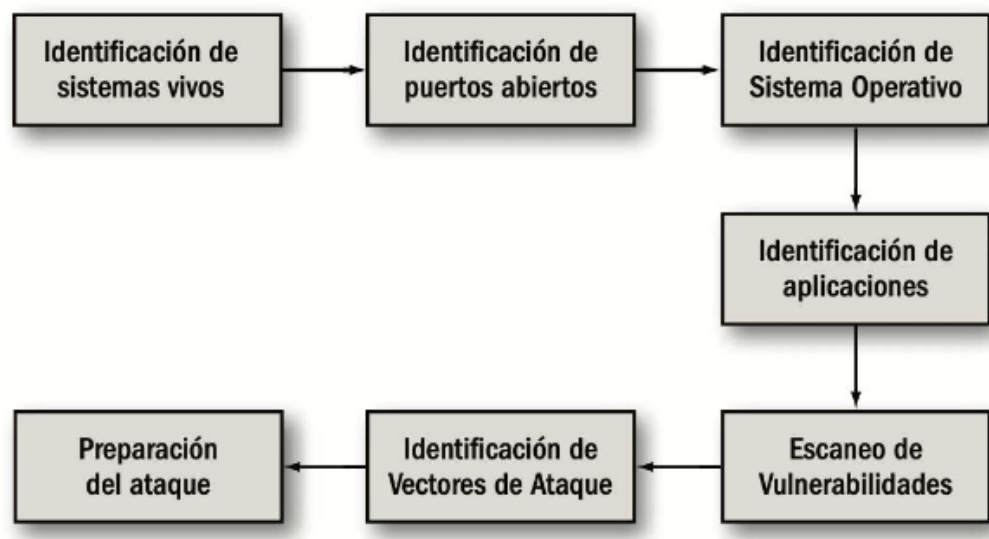 Identificación de
sistemas vivos
Identificación de
puertos abiertos
Identificación de
Sistema Operativo
Identificación de
aplicaciones
Escaneo de
Vulnerabilidades
Identificación de
Vectores de Ataque
Preparación
del ataque